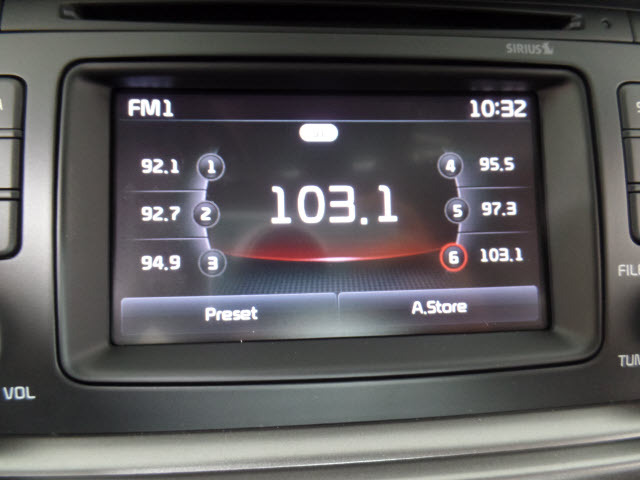 SIRIUS
FM1 10:32
92.1 1 4 95.5
103.1
92.7 2 5 97.3
94.9 3 6 103.1
Preset A.Store
VOL